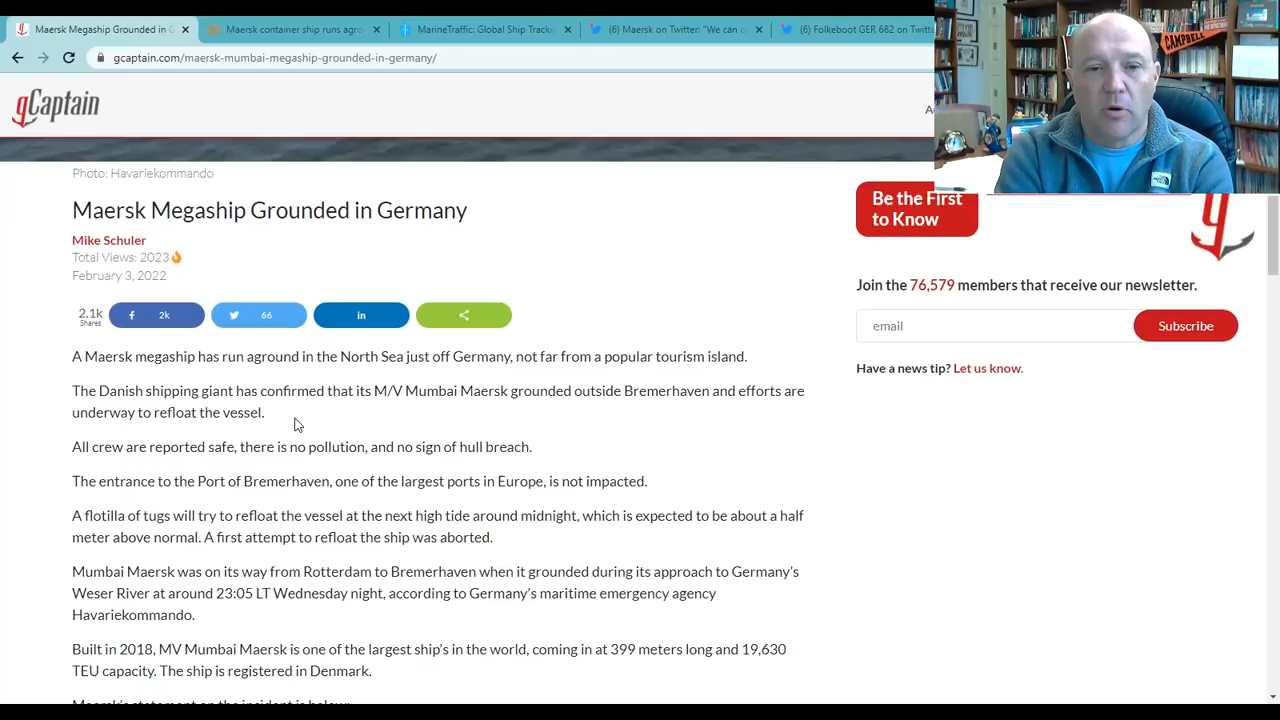 Maersk Megaship Grounded in G
Maersk container ship runs agro
MarineTraffic: Global Ship Trackin
(6) Maersk on Twitter: "We can c
(6) Folkeboot GER 682 on Twitt
gcaptain.com/maersk-mumbai-megaship-grounded-in-germany/
gCaptain
CAMPBELL
Photo: Havariekommando
Maersk Megaship Grounded in Germany
Mike Schuler
Total Views: 2023
February 3, 2022
2.1k
Shares
2k
66
in
A Maersk megaship has run aground in the North Sea just off Germany, not far from a popular tourism island.
The Danish shipping giant has confirmed that its M/V Mumbai Maersk grounded outside Bremerhaven and efforts are
underway to refloat the vessel.
All crew are reported safe, there is no pollution, and no sign of hull breach.
The entrance to the Port of Bremerhaven, one of the largest ports in Europe, is not impacted.
A flotilla of tugs will try to refloat the vessel at the next high tide around midnight, which is expected to be about a half
meter above normal. A first attempt to refloat the ship was aborted.
Mumbai Maersk was on its way from Rotterdam to Bremerhaven when it grounded during its approach to Germany's
Weser River at around 23:05 LT Wednesday night, according to Germany's maritime emergency agency
Havariekommando.
Built in 2018, MV Mumbai Maersk is one of the largest ship's in the world, coming in at 399 meters long and 19,630
TEU capacity. The ship is registered in Denmark.
Maersk's statement on the incident is below:
Be the First
to Know
Join the 76,579 members that receive our newsletter.
email
Subscribe
Have a news tip? Let us know.